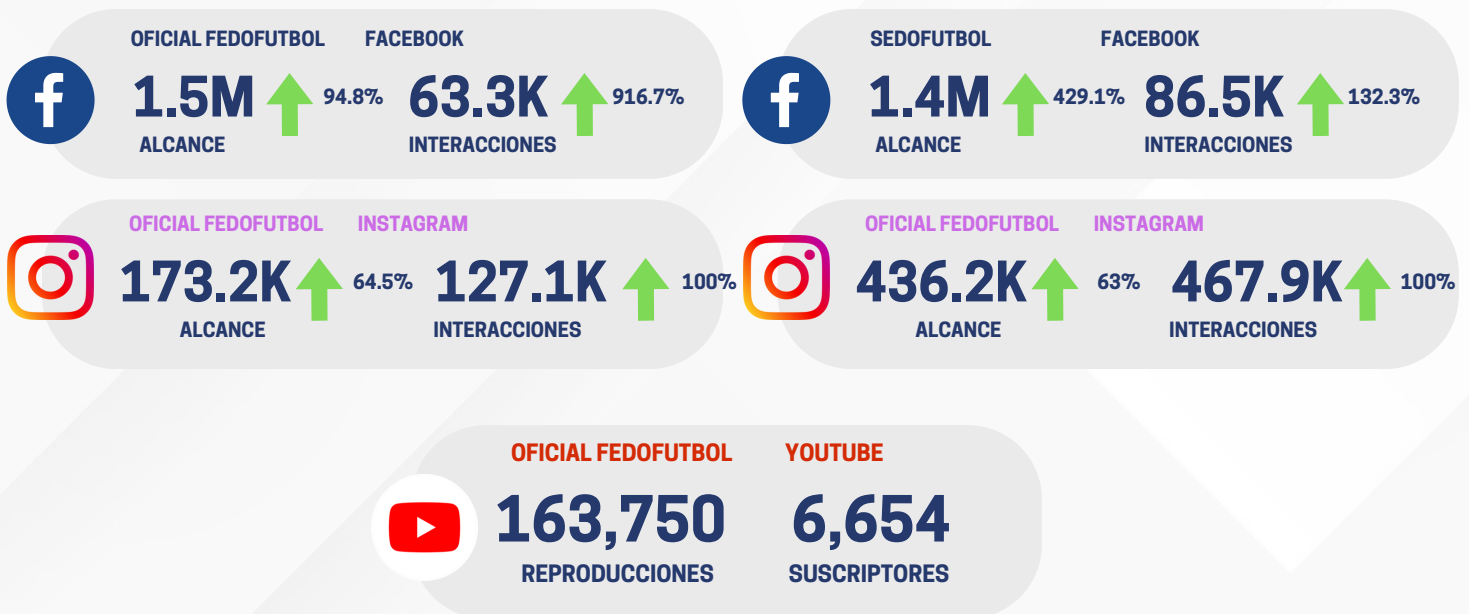 OFICIAL FEDOFUTBOL FACEBOOK
1.5M 94.8% 63.3K 916.7%
ALCANCE INTERACCIONES
SEDOFUTBOL FACEBOOK
1.4M 429.1% 86.5K 132.3%
ALCANCE INTERACCIONES
OFICIAL FEDOFUTBOL INSTAGRAM
173.2K 64.5% 127.1K 100%
ALCANCE INTERACCIONES
OFICIAL FEDOFUTBOL INSTAGRAM
436.2K 63% 467.9K 100%
ALCANCE INTERACCIONES
OFICIAL FEDOFUTBOL YOUTUBE
163,750 6,654
REPRODUCCIONES SUSCRIPTORES